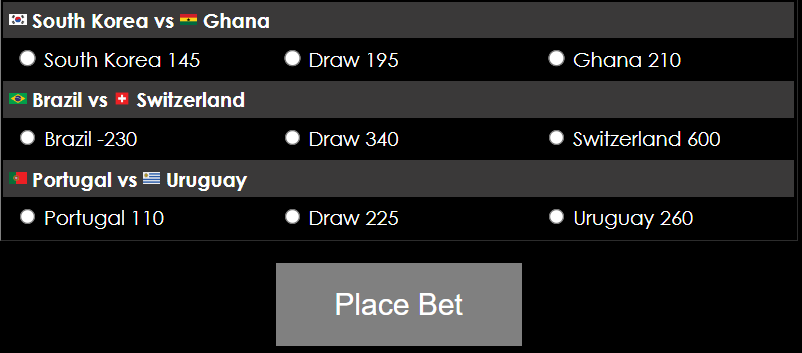 South Korea vs Ghana
South Korea 145 Draw 195 Ghana 210
Brazil vs Switzerland
Brazil -230 Draw 340 Switzerland 600
Portugal vs Uruguay
Portugal 110 Draw 225 Uruguay 260
Place Bet